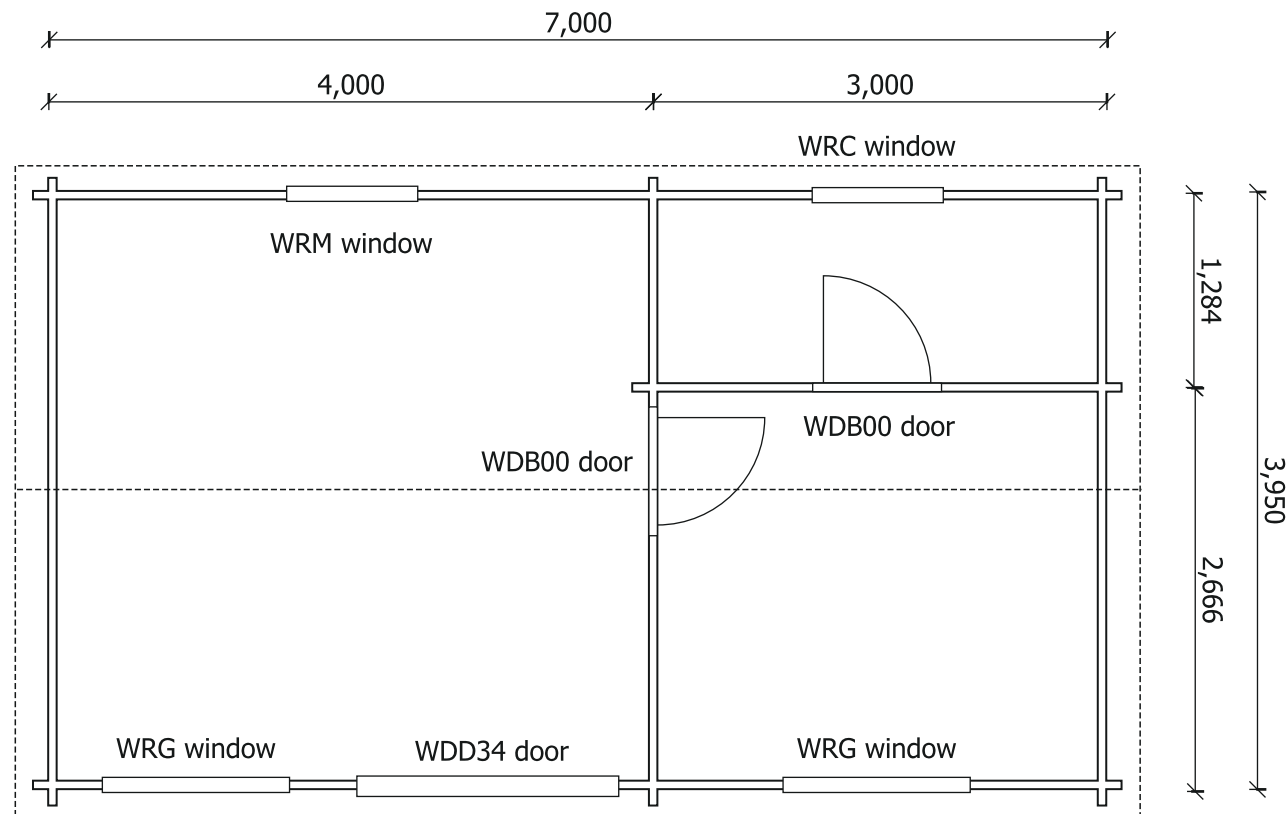 7,000
4,000
3,000
WRC window
WRM window
1,284
WDB00 door
WDB00 door
3,950
2,666
WRG window
WDD34 door
WRG window